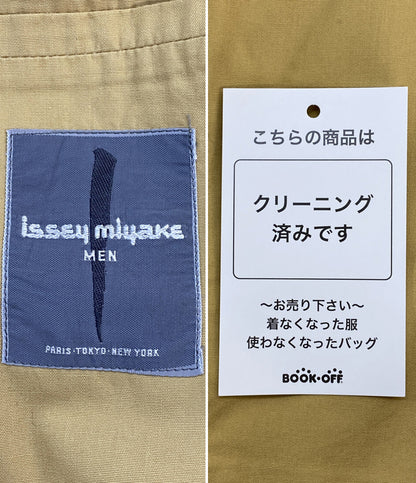 issey miyake
MEN
PARIS·TOKYO·NEW YORK
こちらの商品は
クリーニング
済みです
〜お売り下さい〜
着なくなった服
使わなくなったバッグ
BOOK·OFF